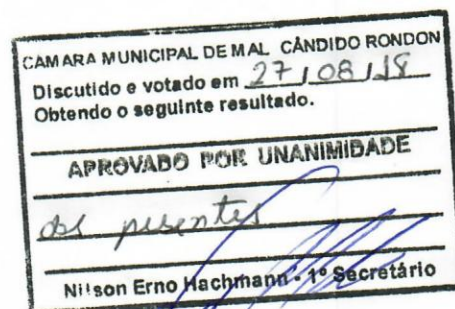 CAMARA MUNICIPAL DE MAL CÂNDIDO RONDON
Discutido e votado em 27/08/18
Obtendo o seguinte resultado.
APROVADO POR UNANIMIDADE
dos presentes
Nilson Erno Hachmann - 1º Secretário